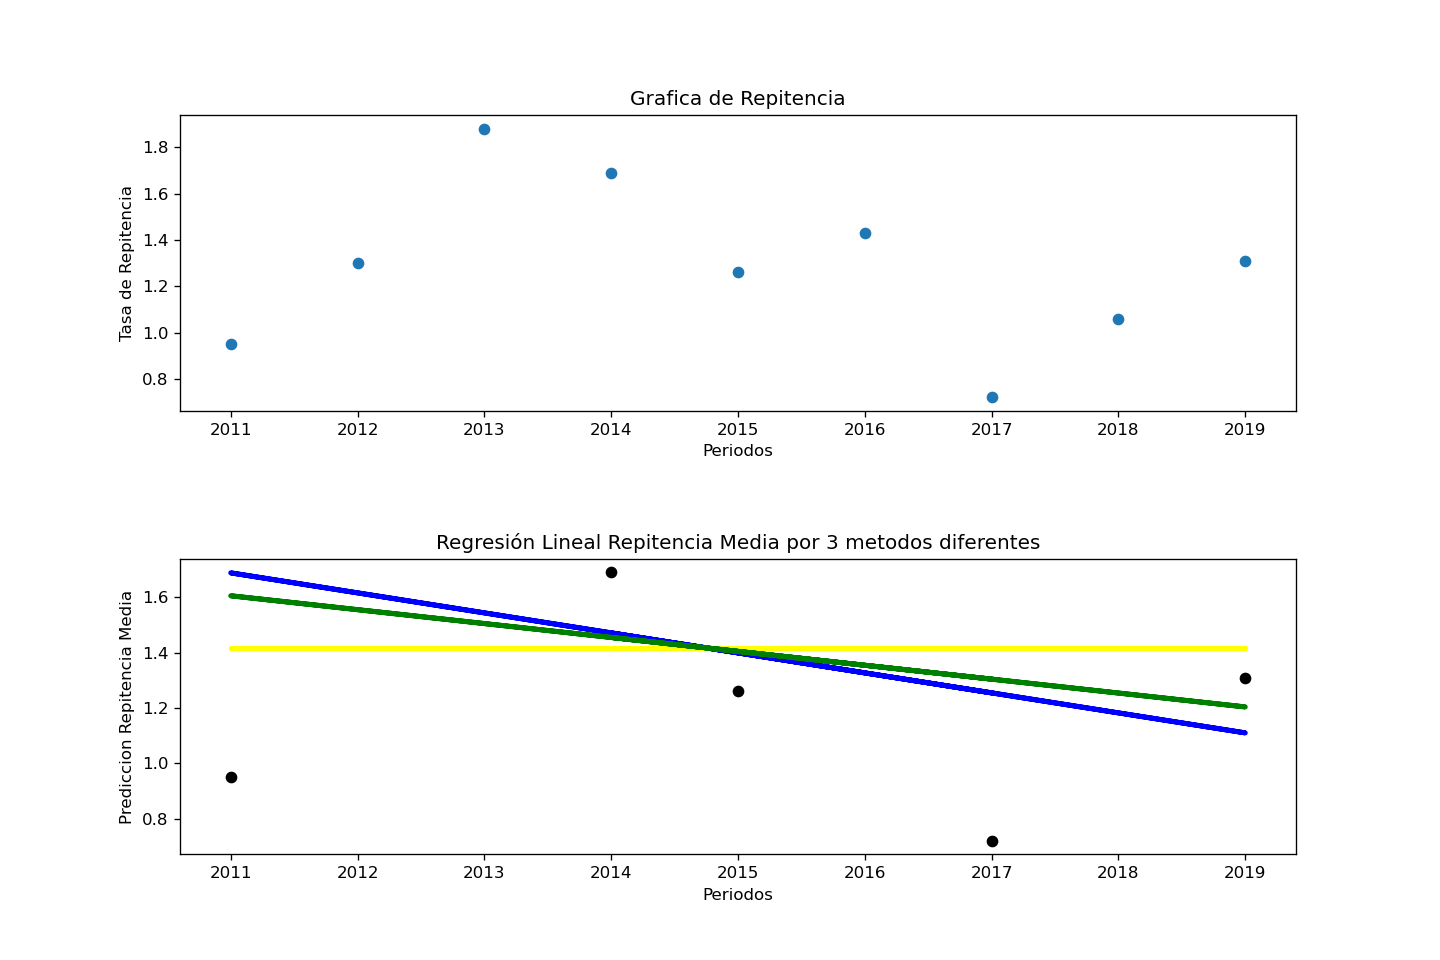 Grafica de Repitencia
Tasa de Repitencia
1.8
1.6
1.4
1.2
1.0
0.8
2011 2012 2013 2014 2015 2016 2017 2018 2019
Periodos
Regresión Lineal Repitencia Media por 3 metodos diferentes
Prediccion Repitencia Media
1.6
1.4
1.2
1.0
0.8
2011 2012 2013 2014 2015 2016 2017 2018 2019
Periodos